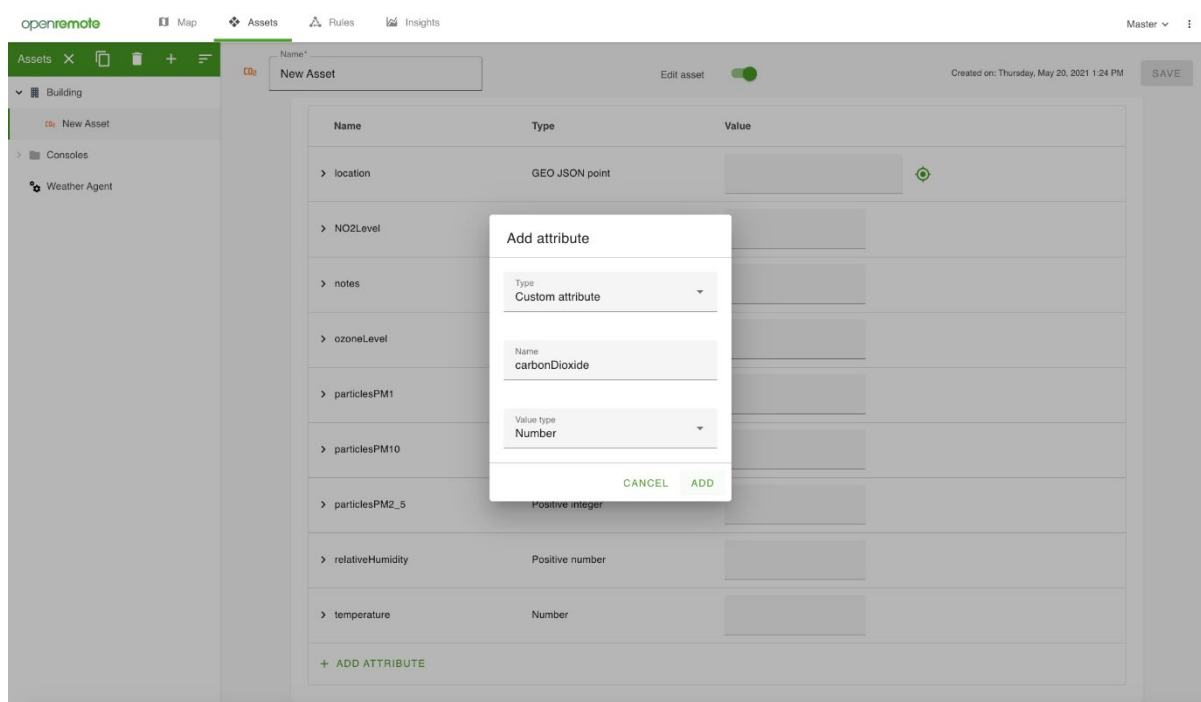 openremote Map Assets Rules Insights Master
Assets
Building
CO₂ New Asset
Consoles
Weather Agent
CO₂
Name*
New Asset
Edit asset
Created on: Thursday, May 20, 2021 1:24 PM
SAVE
Name Type Value
location GEO JSON point
NO2Level
notes
ozoneLevel
particlesPM1
particlesPM10
particlesPM2_5 Positive integer
relativeHumidity Positive number
temperature Number
+ ADD ATTRIBUTE
Add attribute
Type
Custom attribute
Name
carbonDioxide
Value type
Number
CANCEL ADD